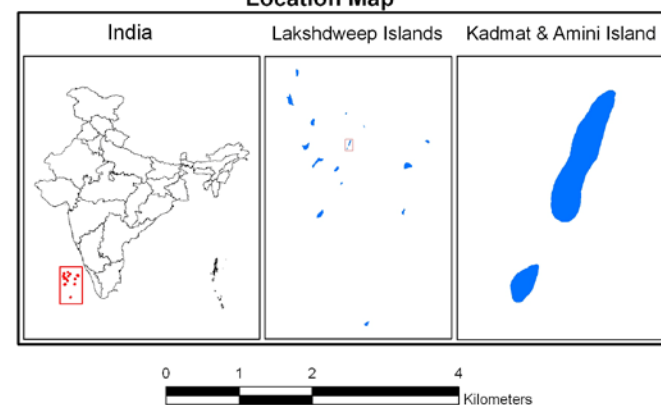 Location Map
India
Lakshdweep Islands
Kadmat & Amini Island
0 1 2 4
Kilometers